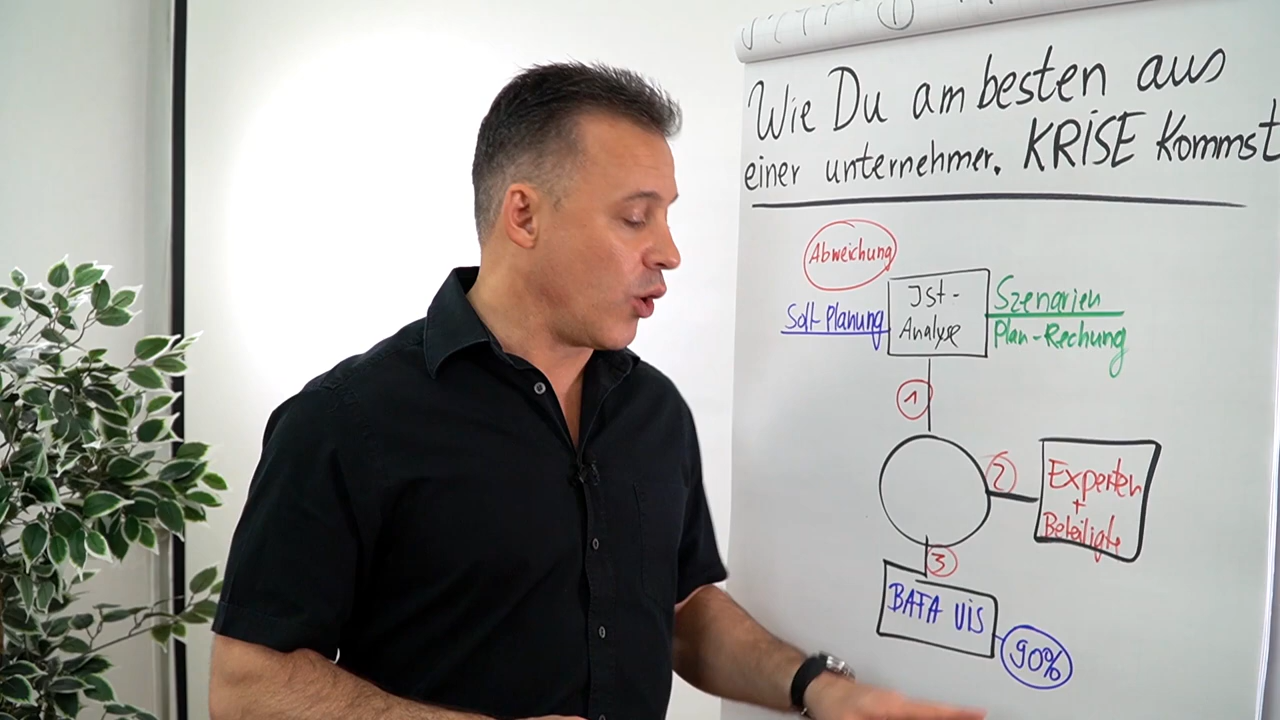 Wie Du am besten aus
einer unternehmer. KRISE kommst
Abweichung
Soll-Planung
Ist-
Analyse
Szenarien
Plan-Rechung
1
2
Experten
+
Beteiligte
3
BAFA UiS
90%